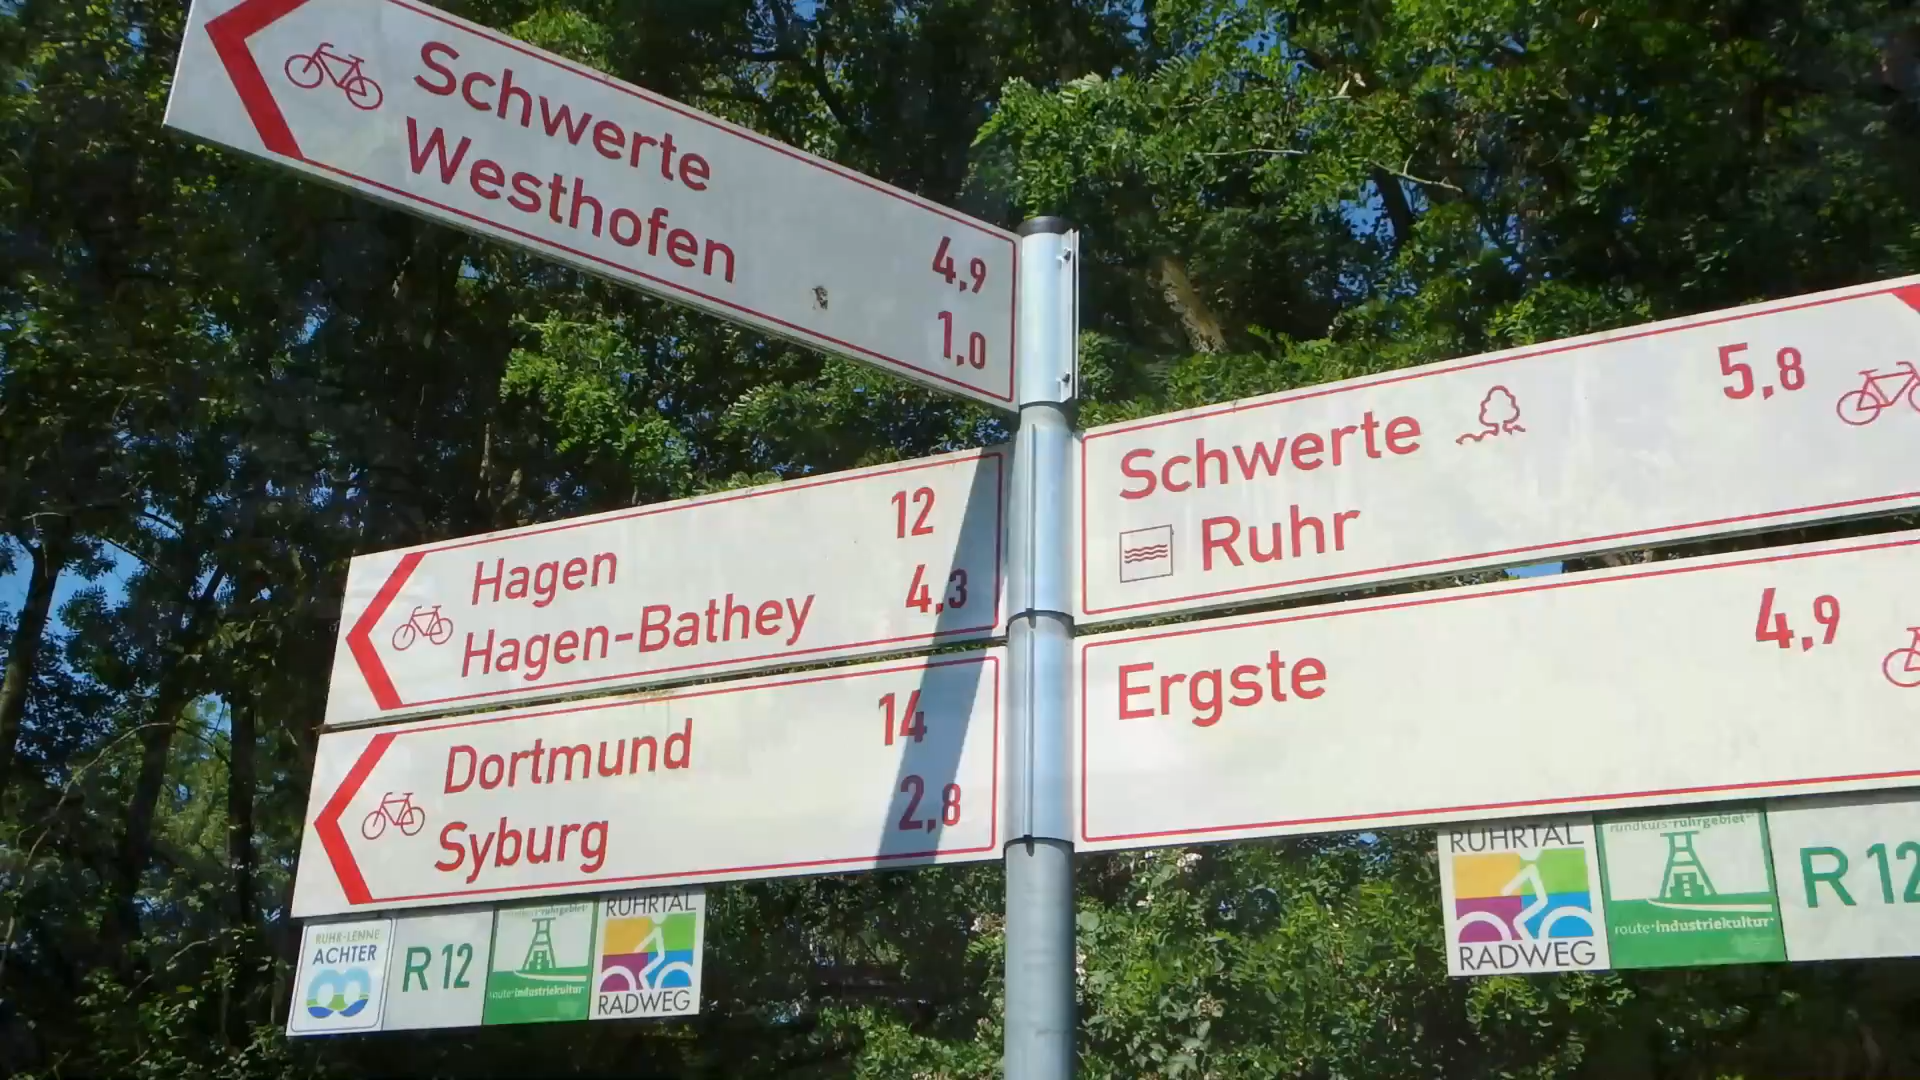 Schwerte 4,9
Westhofen 1,0
Hagen 12
Hagen-Bathey 4,3
Dortmund 14
Syburg 2,8
RUHR-LENNE
ACHTER
R 12
ruhrgebiet
route·industriekultur
RUHRTAL
RADWEG
Schwerte 5,8
Ruhr
Ergste 4,9
RUHRTAL
RADWEG
rundkurs·ruhrgebiet
route·industriekultur
R 12